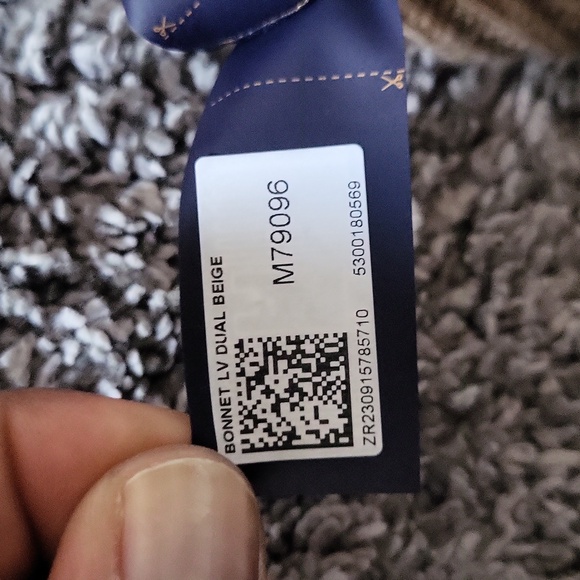 BONNET LV DUAL BEIGE
M79096
5300180569
ZR230915785710